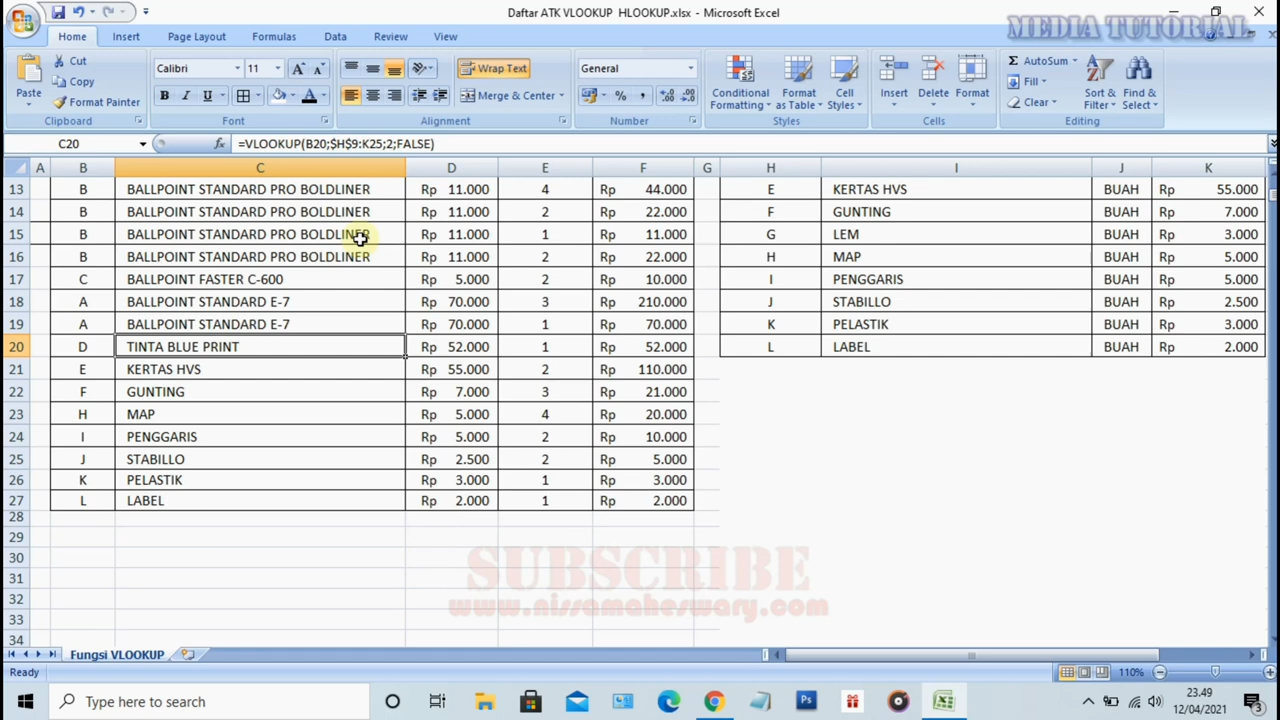 Daftar ATK VLOOKUP HLOOKUP.xlsx - Microsoft Excel
MEDIA TUTORIAL
Home Insert Page Layout Formulas Data Review View
Paste
Cut
Copy
Format Painter
Clipboard
Calibri 11
B I U
Font
Wrap Text
Merge & Center
Alignment
General
Number
Conditional Formatting
Format as Table
Cell Styles
Styles
Insert Delete Format
Cells
AutoSum
Fill
Clear
Sort & Filter
Find & Select
Editing
C20 fx =VLOOKUP(B20;$H$9:K25;2;FALSE)
A B C D E F G H I J K
13 B BALLPOINT STANDARD PRO BOLDLINER Rp 11.000 4 Rp 44.000 E KERTAS HVS BUAH Rp 55.000
14 B BALLPOINT STANDARD PRO BOLDLINER Rp 11.000 2 Rp 22.000 F GUNTING BUAH Rp 7.000
15 B BALLPOINT STANDARD PRO BOLDLINER Rp 11.000 1 Rp 11.000 G LEM BUAH Rp 3.000
16 B BALLPOINT STANDARD PRO BOLDLINER Rp 11.000 2 Rp 22.000 H MAP BUAH Rp 5.000
17 C BALLPOINT FASTER C-600 Rp 5.000 2 Rp 10.000 I PENGGARIS BUAH Rp 5.000
18 A BALLPOINT STANDARD E-7 Rp 70.000 3 Rp 210.000 J STABILLO BUAH Rp 2.500
19 A BALLPOINT STANDARD E-7 Rp 70.000 1 Rp 70.000 K PELASTIK BUAH Rp 3.000
20 D TINTA BLUE PRINT Rp 52.000 1 Rp 52.000 L LABEL BUAH Rp 2.000
21 E KERTAS HVS Rp 55.000 2 Rp 110.000
22 F GUNTING Rp 7.000 3 Rp 21.000
23 H MAP Rp 5.000 4 Rp 20.000
24 I PENGGARIS Rp 5.000 2 Rp 10.000
25 J STABILLO Rp 2.500 2 Rp 5.000
26 K PELASTIK Rp 3.000 1 Rp 3.000
27 L LABEL Rp 2.000 1 Rp 2.000
28
29
30
31
32
33
34
SUBSCRIBE
www.nissamaheswary.com
Fungsi VLOOKUP
Ready 110%
Type here to search
23.49
12/04/2021
3